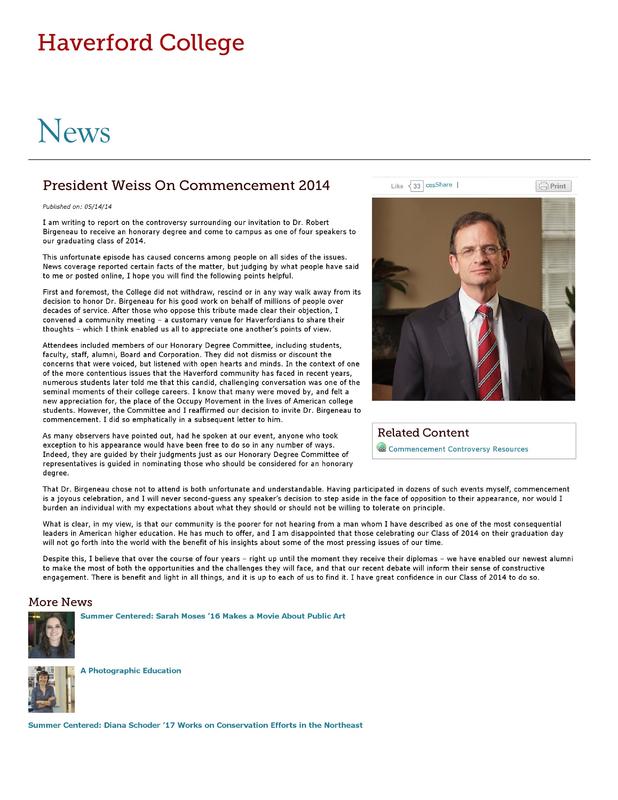 Haverford College
News
President Weiss On Commencement 2014
Like 33 Share |
Print
Published on: 05/14/14
I am writing to report on the controversy surrounding our invitation to Dr. Robert
Birgeneau to receive an honorary degree and come to campus as one of four speakers to
our graduating class of 2014.
This unfortunate episode has caused concerns among people on all sides of the issues.
News coverage reported certain facts of the matter, but judging by what people have said
to me or posted online, I hope you will find the following points helpful.
First and foremost, the College did not withdraw, rescind or in any way walk away from its
decision to honor Dr. Birgeneau for his good work on behalf of millions of people over
decades of service. After those who oppose this tribute made clear their objection, I
convened a community meeting – a customary venue for Haverfordians to share their
thoughts – which I think enabled us all to appreciate one another's points of view.
Attendees included members of our Honorary Degree Committee, including students,
faculty, staff, alumni, Board and Corporation. They did not dismiss or discount the
concerns that were voiced, but listened with open hearts and minds. In the context of one
of the more contentious issues that the Haverford community has faced in recent years,
numerous students later told me that this candid, challenging conversation was one of the
seminal moments of their college careers. I know that many were moved by, and felt a
new appreciation for, the place of the Occupy Movement in the lives of American college
students. However, the Committee and I reaffirmed our decision to invite Dr. Birgeneau to
commencement. I did so emphatically in a subsequent letter to him.
As many observers have pointed out, had he spoken at our event, anyone who took
exception to his appearance would have been free to do so in any number of ways.
Indeed, they are guided by their judgments just as our Honorary Degree Committee of
representatives is guided in nominating those who should be considered for an honorary
degree.
Related Content
Commencement Controversy Resources
That Dr. Birgeneau chose not to attend is both unfortunate and understandable. Having participated in dozens of such events myself, commencement
is a joyous celebration, and I will never second-guess any speaker's decision to step aside in the face of opposition to their appearance, nor would I
burden an individual with my expectations about what they should or should not be willing to tolerate on principle.
What is clear, in my view, is that our community is the poorer for not hearing from a man whom I have described as one of the most consequential
leaders in American higher education. He has much to offer, and I am disappointed that those celebrating our Class of 2014 on their graduation day
will not go forth into the world with the benefit of his insights about some of the most pressing issues of our time.
Despite this, I believe that over the course of four years – right up until the moment they receive their diplomas – we have enabled our newest alumni
to make the most of both the opportunities and the challenges they will face, and that our recent debate will inform their sense of constructive
engagement. There is benefit and light in all things, and it is up to each of us to find it. I have great confidence in our Class of 2014 to do so.
More News
Summer Centered: Sarah Moses '16 Makes a Movie About Public Art
A Photographic Education
Summer Centered: Diana Schoder '17 Works on Conservation Efforts in the Northeast